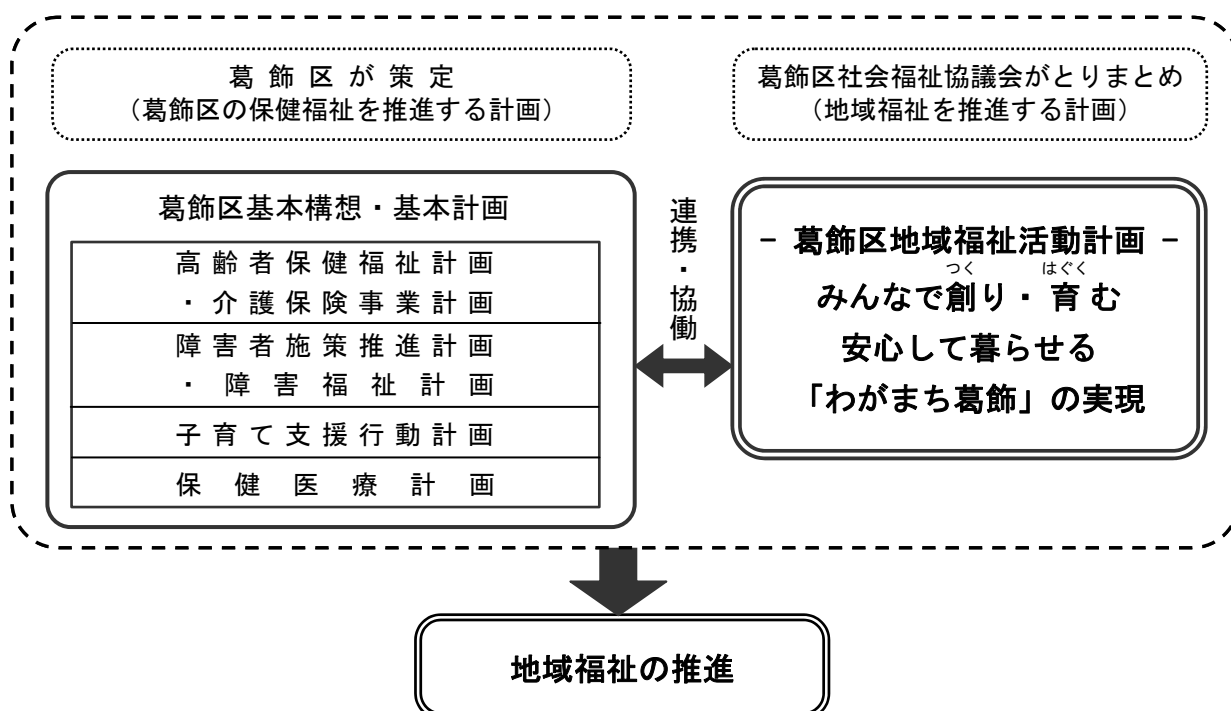 葛飾区が策定
（葛飾区の保健福祉を推進する計画）
葛飾区社会福祉協議会がとりまとめ
（地域福祉を推進する計画）
葛飾区基本構想・基本計画
高齢者保健福祉計画
・介護保険事業計画
障害者施策推進計画
・障害福祉計画
子育て支援行動計画
保健医療計画
連携・協働
－ 葛飾区地域福祉活動計画 －
つく はぐく
みんなで創り・育む
安心して暮らせる
「わがまち葛飾」の実現
地域福祉の推進